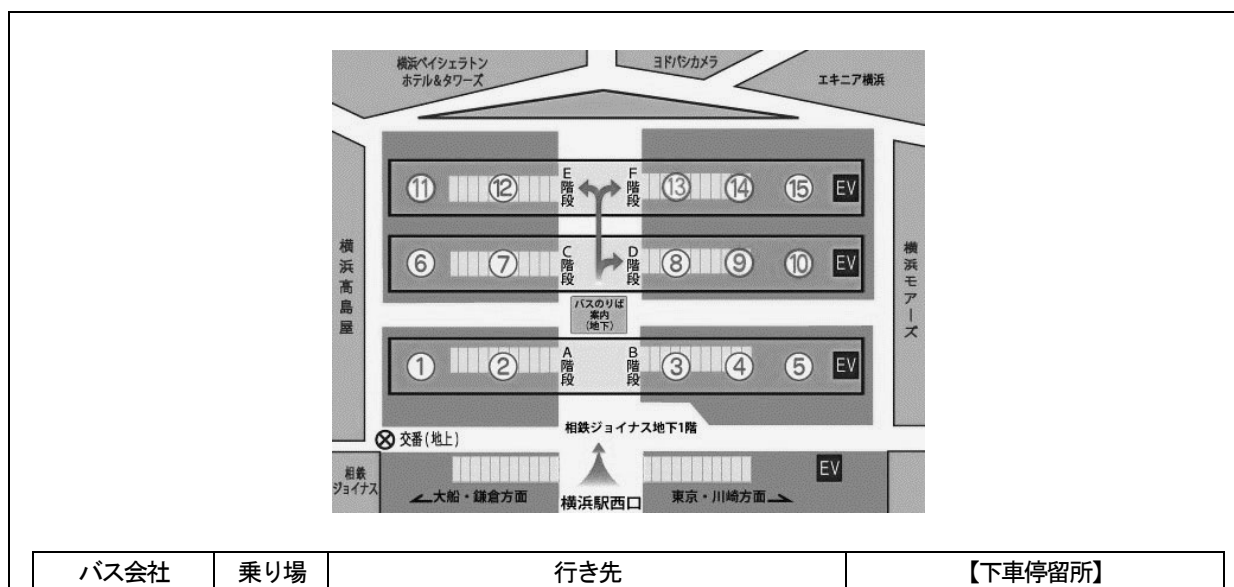 横浜ベイシェラトン
ホテル&タワーズ
ヨドバシカメラ
エキニア横浜
⑪ ⑫ E階段 F階段 ⑬ ⑭ ⑮ EV
⑥ ⑦ C階段 D階段 ⑧ ⑨ ⑩ EV
横浜高島屋
横浜モアーズ
バスのりば
案内
(地下)
① ② A階段 B階段 ③ ④ ⑤ EV
相鉄ジョイナス地下1階
交番(地上)
相鉄
ジョイナス
EV
大船・鎌倉方面
横浜駅西口
東京・川崎方面
バス会社 乗り場 行き先 【下車停留所】